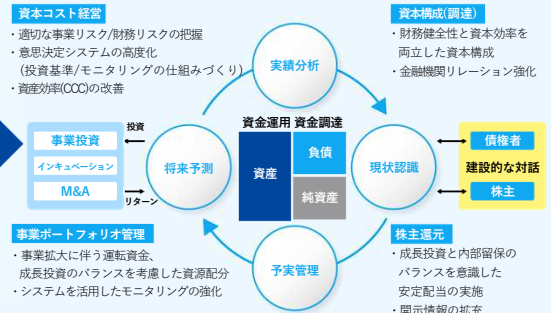 資本コスト経営
・適切な事業リスク/財務リスクの把握
・意思決定システムの高度化
(投資基準/モニタリングの仕組みづくり)
・資産効率(CCC)の改善
資本構成(調達)
・財務健全性と資本効率を
両立した資本構成
・金融機関リレーション強化
実績分析
資金運用 資金調達
資産
負債
純資産
将来予測
現状認識
予実管理
事業投資
インキュベーション
M&A
投資
リターン
債権者
建設的な対話
株主
事業ポートフォリオ管理
・事業拡大に伴う運転資金、
成長投資のバランスを考慮した資源配分
・システムを活用したモニタリングの強化
株主還元
・成長投資と内部留保の
バランスを意識した
安定配当の実施
・開示情報の拡充